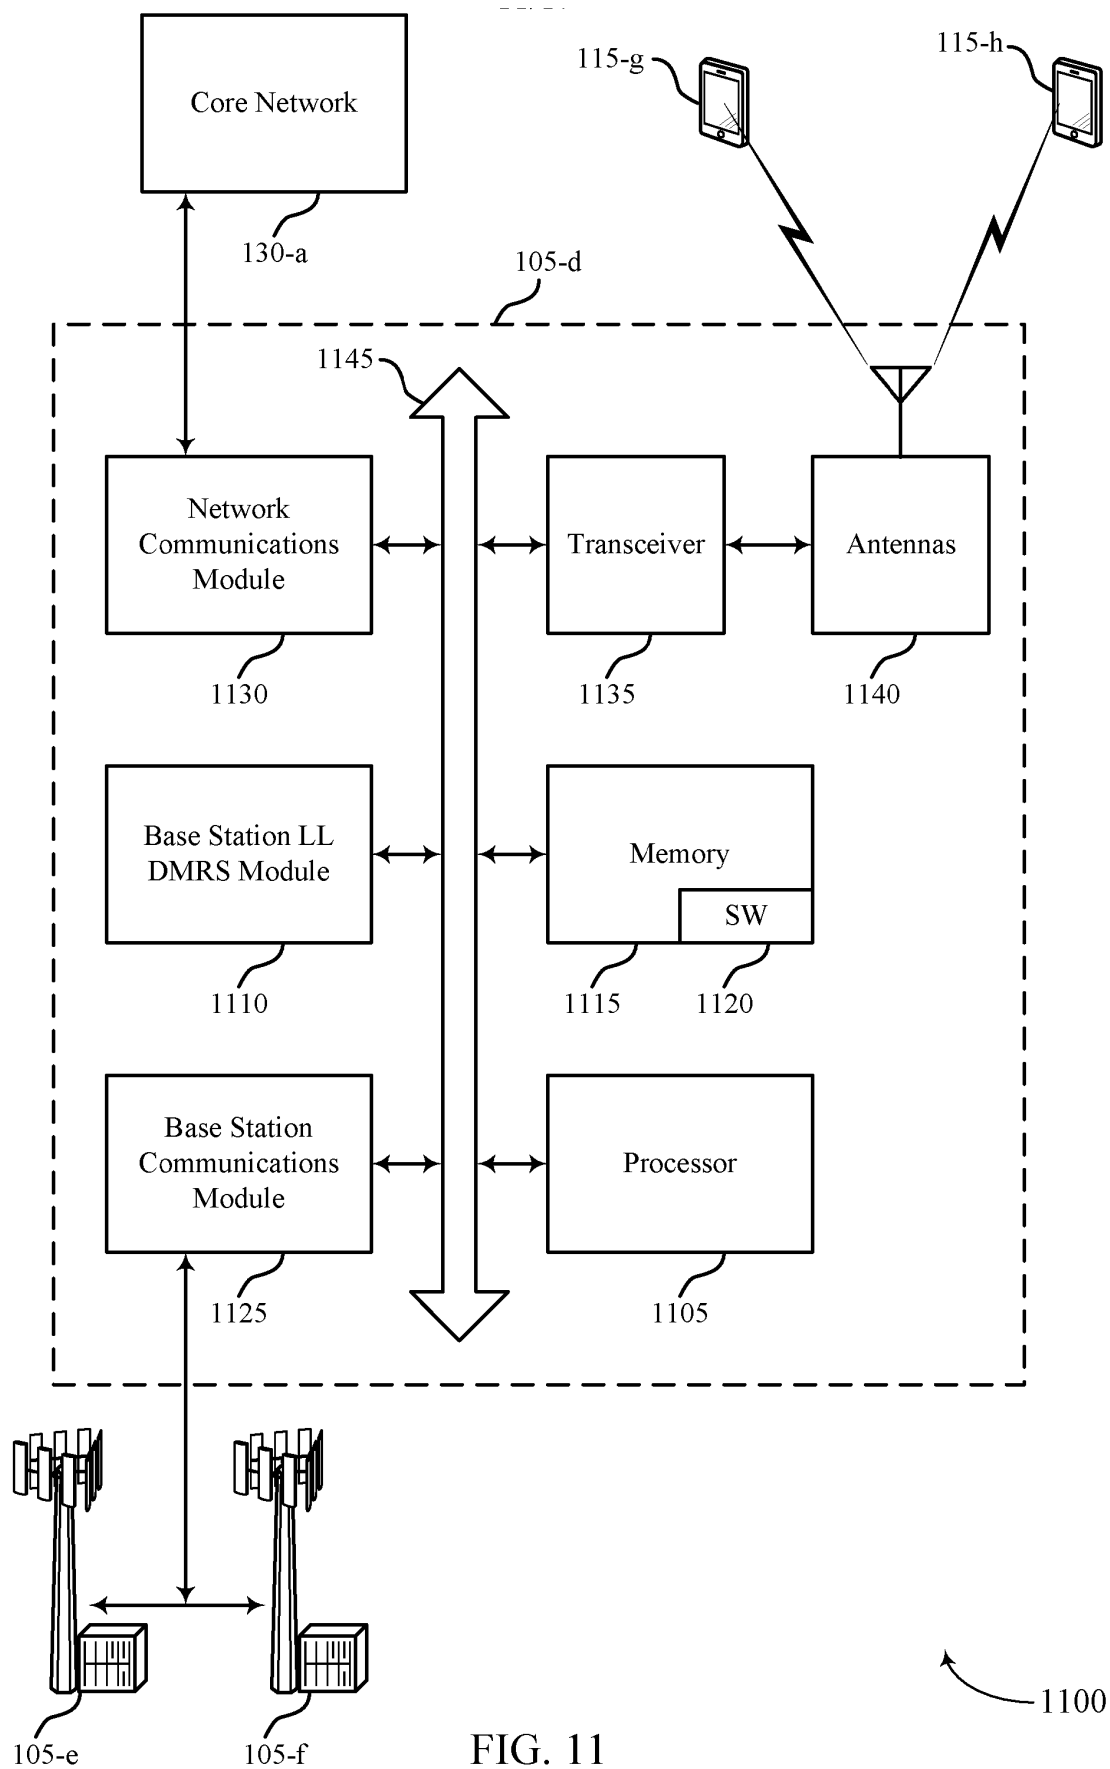 115-g
115-h
Core Network
130-a
105-d
1145
Network
Communications
Module
Transceiver
Antennas
1130
1135
1140
Base Station LL
DMRS Module
Memory
SW
1110
1115
1120
Base Station
Communications
Module
Processor
1125
1105
1100
105-e
105-f
FIG. 11